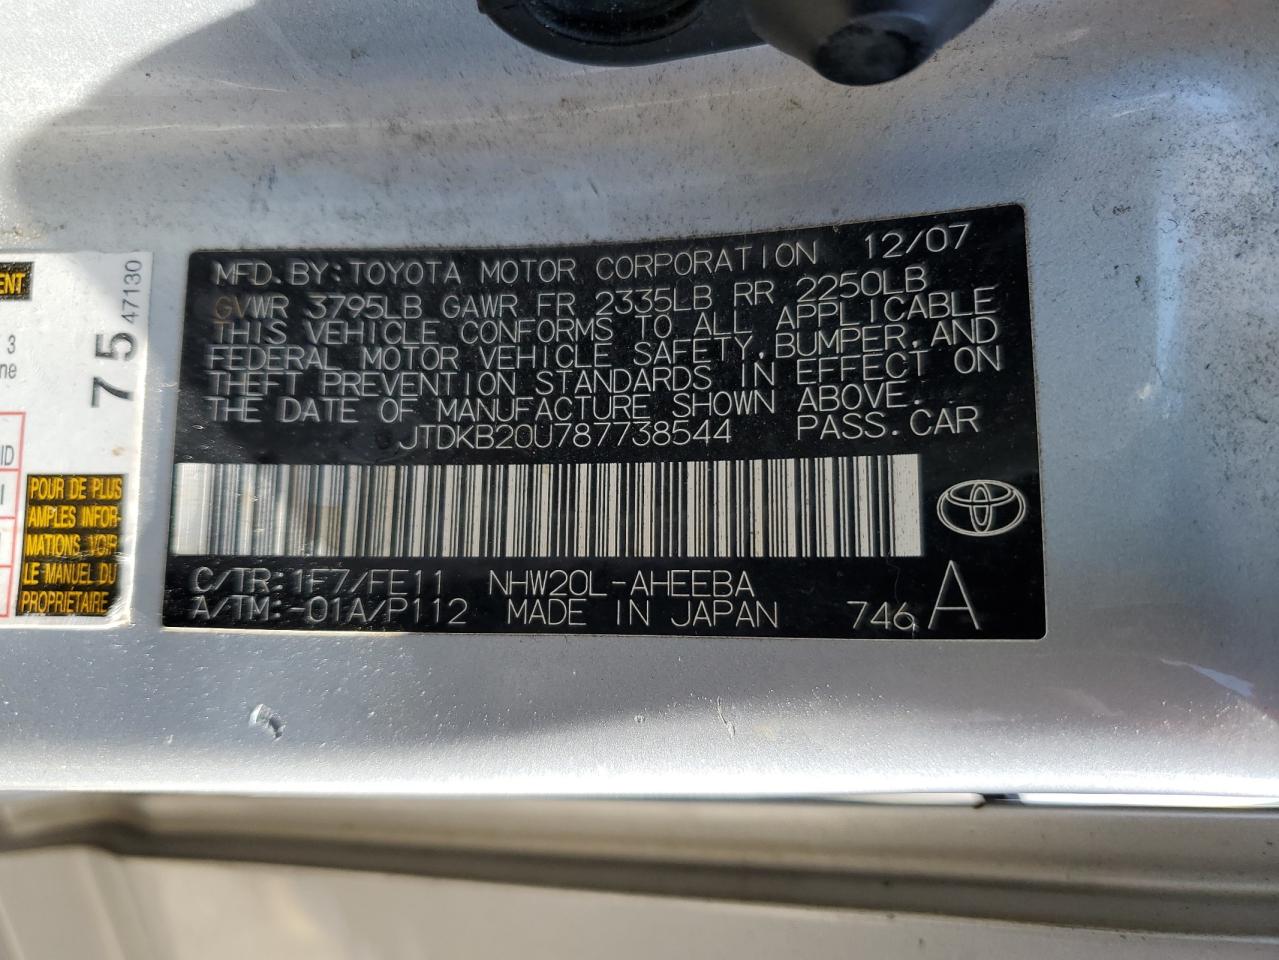 MFD. BY: TOYOTA MOTOR CORPORATION 12/07
GVWR 3795LB GAWR FR 2335LB RR 2250LB
THIS VEHICLE CONFORMS TO ALL APPLICABLE
FEDERAL MOTOR VEHICLE SAFETY, BUMPER, AND
THEFT PREVENTION STANDARDS IN EFFECT ON
THE DATE OF MANUFACTURE SHOWN ABOVE.
JTDKB20U787738544 PASS. CAR
C/TR: 1F7/FE11 NHW20L-AHEEBA
A/TM: -01A/P112 MADE IN JAPAN 746 A
75
47130
3
POUR DE PLUS
AMPLES INFOR-
MATIONS, VOIR
LE MANUEL DU
PROPRIÉTAIRE